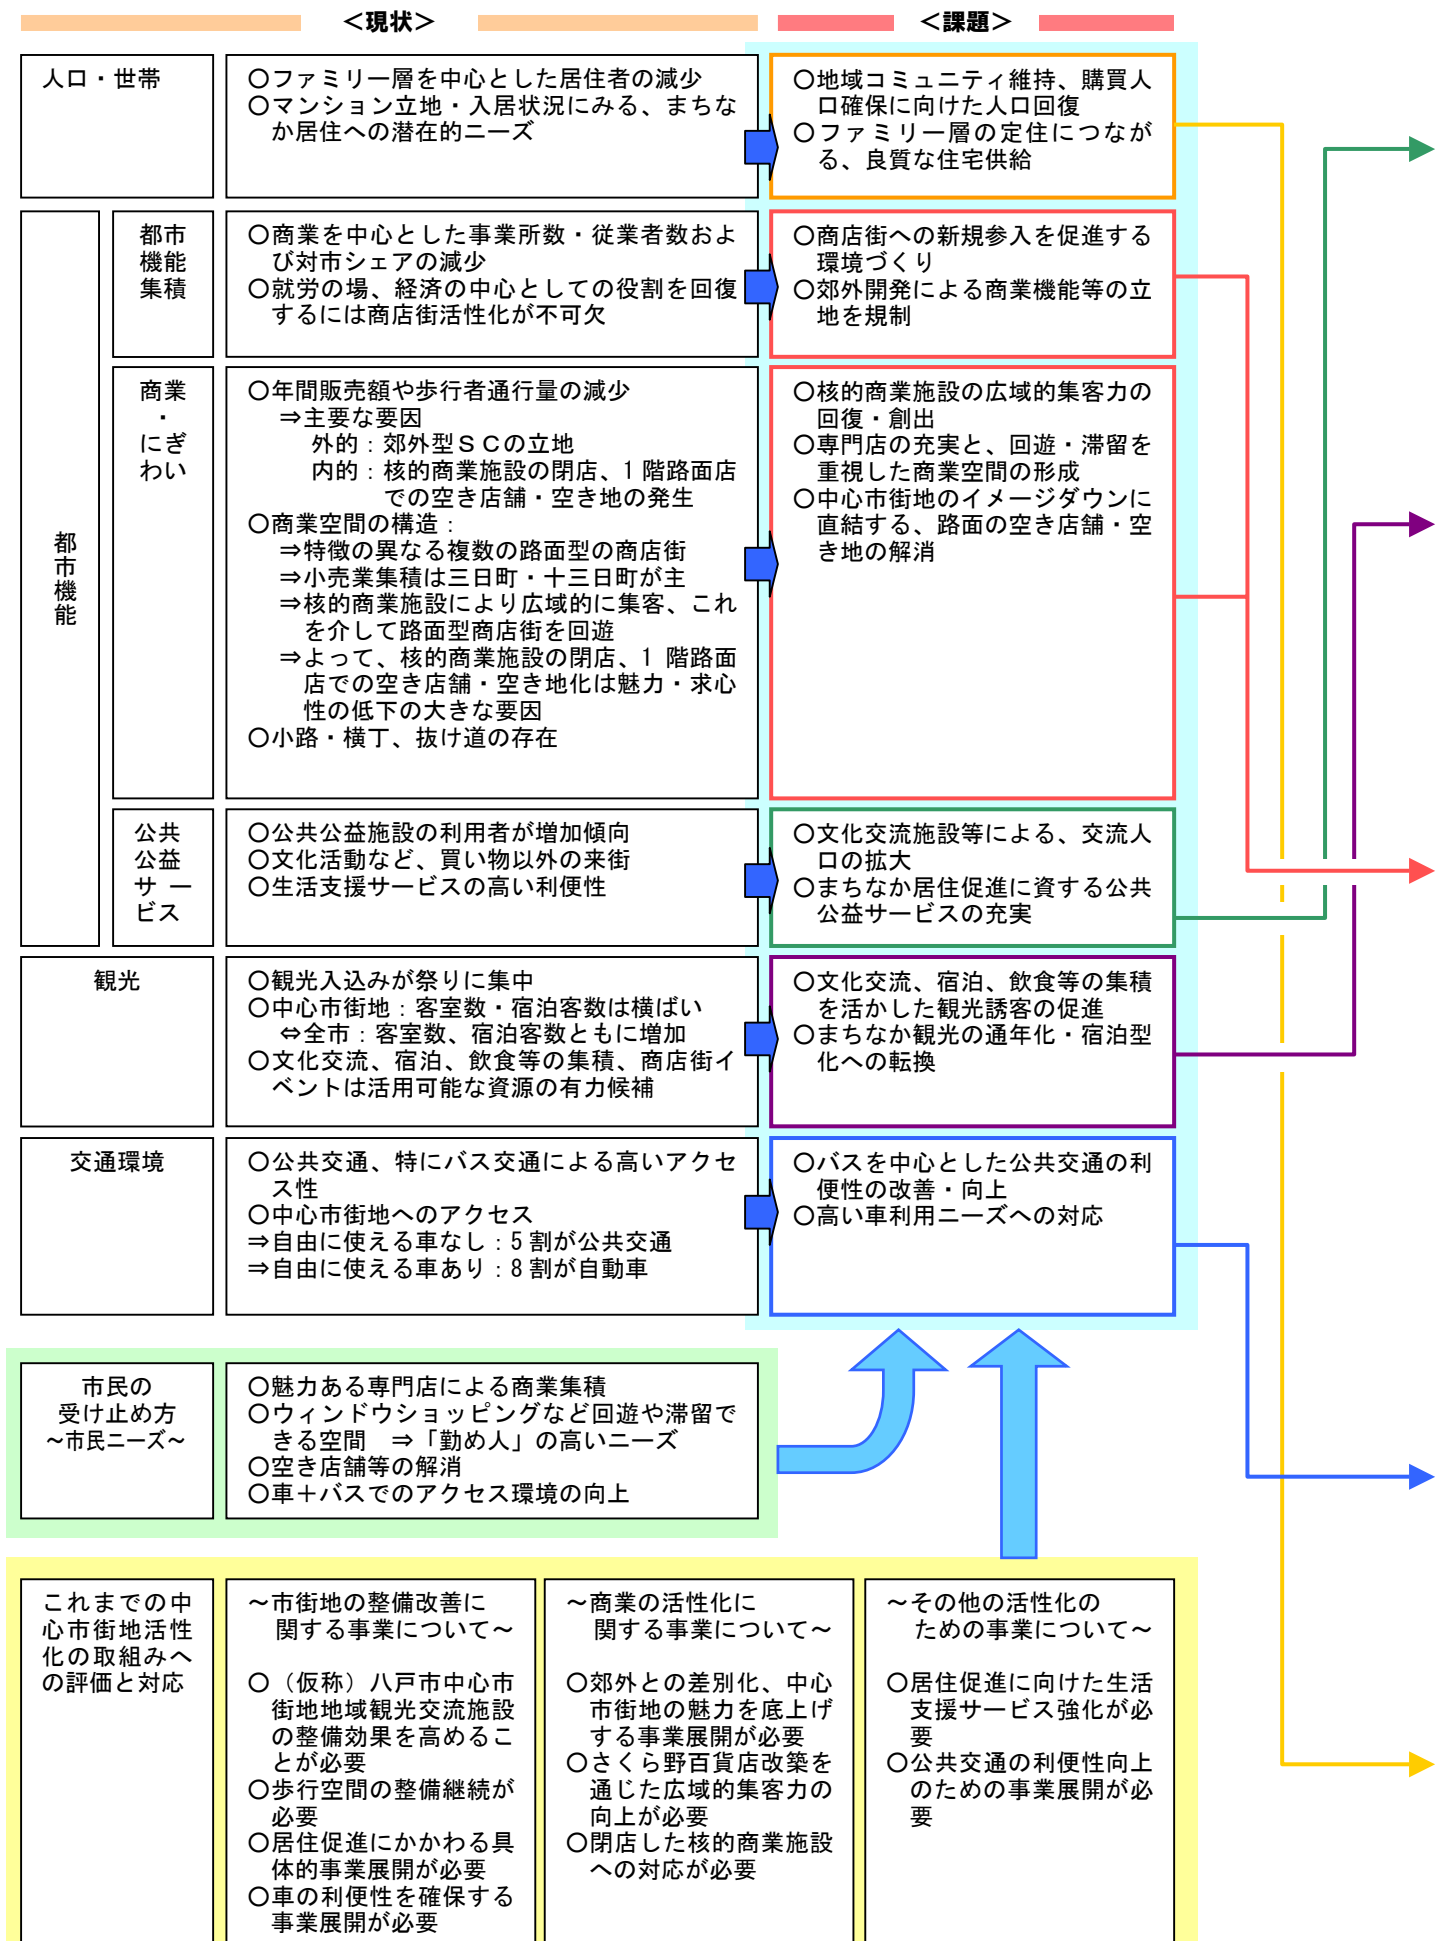 ＜現状＞
＜課題＞
人口・世帯
〇ファミリー層を中心とした居住者の減少
〇マンション立地・入居状況にみる、まちな
か居住への潜在的ニーズ
〇地域コミュニティ維持、購買人
口確保に向けた人口回復
〇ファミリー層の定住につなが
る、良質な住宅供給
都市機能
都市
機能
集積
〇商業を中心とした事業所数・従業者数およ
び対市シェアの減少
〇就労の場、経済の中心としての役割を回復
するには商店街活性化が不可欠
〇商店街への新規参入を促進する
環境づくり
〇郊外開発による商業機能等の立
地を規制
商業
・
にぎ
わい
〇年間販売額や歩行者通行量の減少
⇒主要な要因
外的：郊外型ＳＣの立地
内的：核的商業施設の閉店、1階路面店
での空き店舗・空き地の発生
〇商業空間の構造：
⇒特徴の異なる複数の路面型の商店街
⇒小売業集積は三日町・十三日町が主
⇒核的商業施設により広域的に集客、これ
を介して路面型商店街を回遊
⇒よって、核的商業施設の閉店、1 階路面
店での空き店舗・空き地化は魅力・求心
性の低下の大きな要因
〇小路・横丁、抜け道の存在
〇核的商業施設の広域的集客力の
回復・創出
〇専門店の充実と、回遊・滞留を
重視した商業空間の形成
〇中心市街地のイメージダウンに
直結する、路面の空き店舗・空
き地の解消
公共
公益
サ ー
ビス
〇公共公益施設の利用者が増加傾向
〇文化活動など、買い物以外の来街
〇生活支援サービスの高い利便性
〇文化交流施設等による、交流人
口の拡大
〇まちなか居住促進に資する公共
公益サービスの充実
観光
〇観光入込みが祭りに集中
〇中心市街地：客室数・宿泊客数は横ばい
⇔全市：客室数、宿泊客数ともに増加
〇文化交流、宿泊、飲食等の集積、商店街イ
ベントは活用可能な資源の有力候補
〇文化交流、宿泊、飲食等の集積
を活かした観光誘客の促進
〇まちなか観光の通年化・宿泊型
化への転換
交通環境
〇公共交通、特にバス交通による高いアクセ
ス性
〇中心市街地へのアクセス
⇒自由に使える車なし：5割が公共交通
⇒自由に使える車あり：8割が自動車
〇バスを中心とした公共交通の利
便性の改善・向上
〇高い車利用ニーズへの対応
市民の
受け止め方
～市民ニーズ～
〇魅力ある専門店による商業集積
〇ウィンドウショッピングなど回遊や滞留で
きる空間　⇒「勤め人」の高いニーズ
〇空き店舗等の解消
〇車＋バスでのアクセス環境の向上
これまでの中
心市街地活性
化の取組みへ
の評価と対応
～市街地の整備改善に
関する事業について～
〇（仮称）八戸市中心市
街地地域観光交流施設
の整備効果を高めるこ
とが必要
〇歩行空間の整備継続が
必要
〇居住促進にかかわる具
体的事業展開が必要
〇車の利便性を確保する
事業展開が必要
～商業の活性化に
関する事業について～
〇郊外との差別化、中心
市街地の魅力を底上げ
する事業展開が必要
〇さくら野百貨店改築を
通じた広域的集客力の
向上が必要
〇閉店した核的商業施設
への対応が必要
～その他の活性化の
ための事業について～
〇居住促進に向けた生活
支援サービス強化が必
要
〇公共交通の利便性向上
のための事業展開が必
要